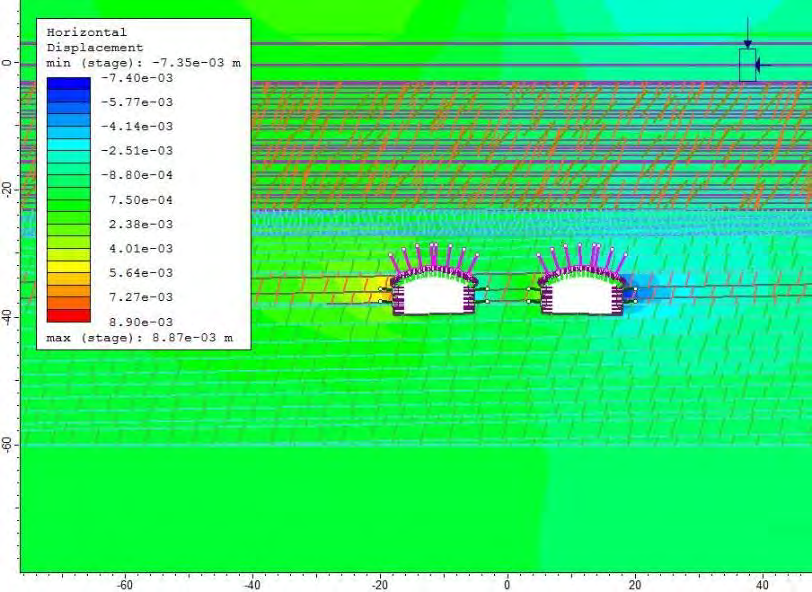 Horizontal
Displacement
min (stage): -7.35e-03 m
-7.40e-03
-5.77e-03
-4.14e-03
-2.51e-03
-8.80e-04
7.50e-04
2.38e-03
4.01e-03
5.64e-03
7.27e-03
8.90e-03
max (stage): 8.87e-03 m
0
-20
-40
-60
-60
-40
-20
0
20
40